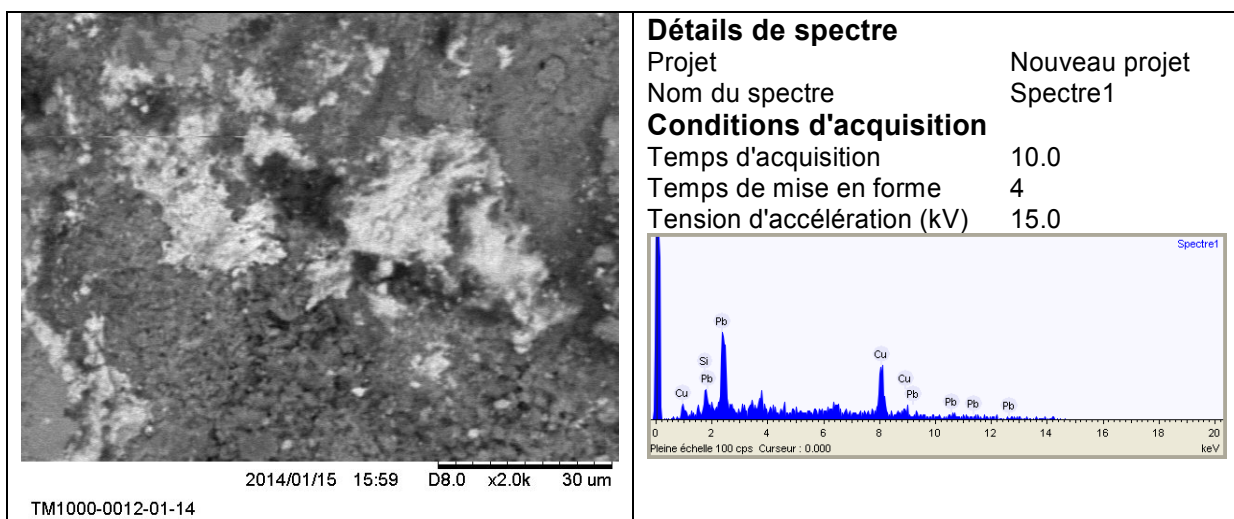 2014/01/15 15:59 D8.0 x2.0k 30 um
TM1000-0012-01-14
Détails de spectre
Projet Nouveau projet
Nom du spectre Spectre1
Conditions d'acquisition
Temps d'acquisition 10.0
Temps de mise en forme 4
Tension d'accélération (kV) 15.0
Spectre1
Pb
Si
Pb
Cu
Cu
Cu
Pb
Pb
Pb
Pb
0 2 4 6 8 10 12 14 16 18 20
Pleine échelle 100 cps Curseur : 0.000 keV